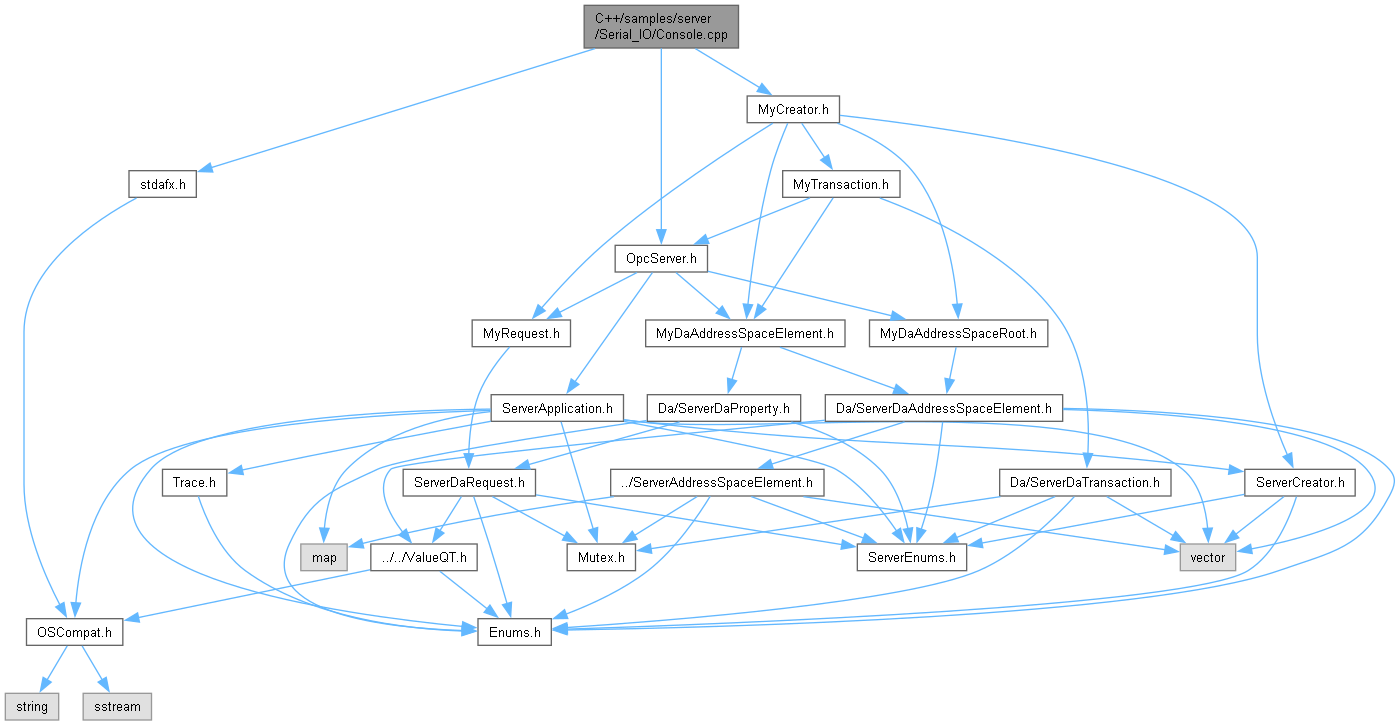 C++/samples/server
/Serial_IO/Console.cpp
MyCreator.h
stdafx.h
MyTransaction.h
OpcServer.h
MyRequest.h
MyDaAddressSpaceElement.h
MyDaAddressSpaceRoot.h
ServerApplication.h
Da/ServerDaProperty.h
Da/ServerDaAddressSpaceElement.h
Trace.h
ServerDaRequest.h
../ServerAddressSpaceElement.h
Da/ServerDaTransaction.h
ServerCreator.h
map
../../ValueQT.h
Mutex.h
ServerEnums.h
vector
OSCompat.h
Enums.h
string
sstream